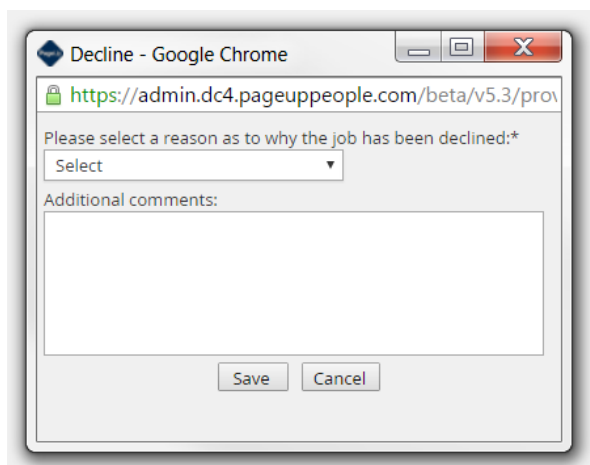 Decline - Google Chrome
https://admin.dc4.pageuppeople.com/beta/v5.3/prov
Please select a reason as to why the job has been declined:*
Select
Additional comments:
Save Cancel